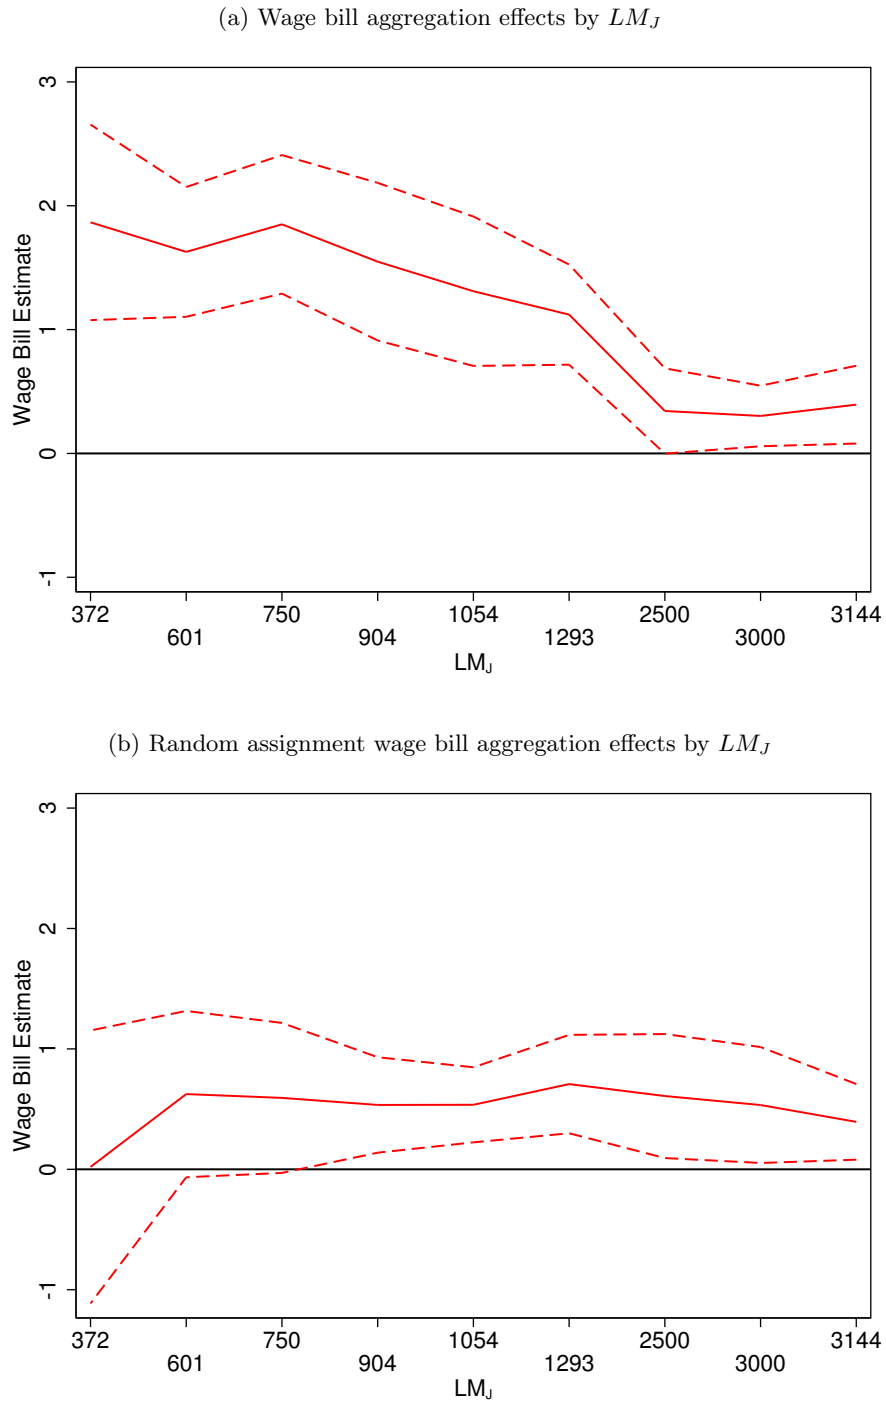 (a) Wage bill aggregation effects by LM_J
3
2
1
0
-1
Wage Bill Estimate
372 750 1054 2500 3144
601 904 1293 3000
LM_J
(b) Random assignment wage bill aggregation effects by LM_J
3
2
1
0
-1
Wage Bill Estimate
372 750 1054 2500 3144
601 904 1293 3000
LM_J